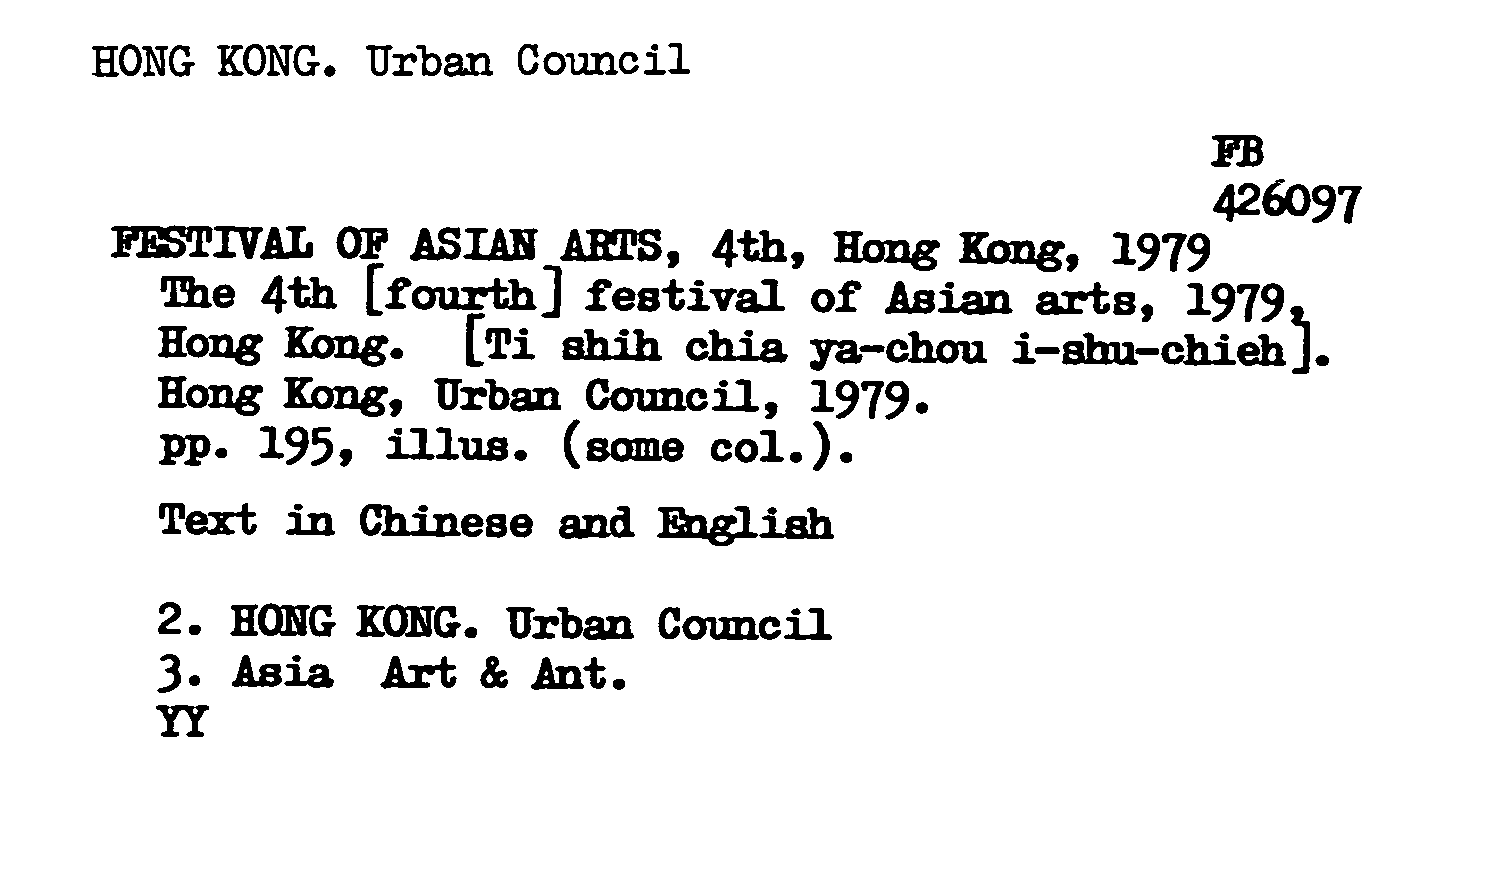 HONG KONG. Urban Council
FB
426097
FESTIVAL OF ASIAN ARTS, 4th, Hong Kong, 1979
The 4th [fourth] festival of Asian arts, 1979,
Hong Kong. [Ti shih chia ya-chou i-shu-chieh].
Hong Kong, Urban Council, 1979.
pp. 195, illus. (some col.).
Text in Chinese and English
2. HONG KONG. Urban Council
3. Asia Art & Ant.
YY